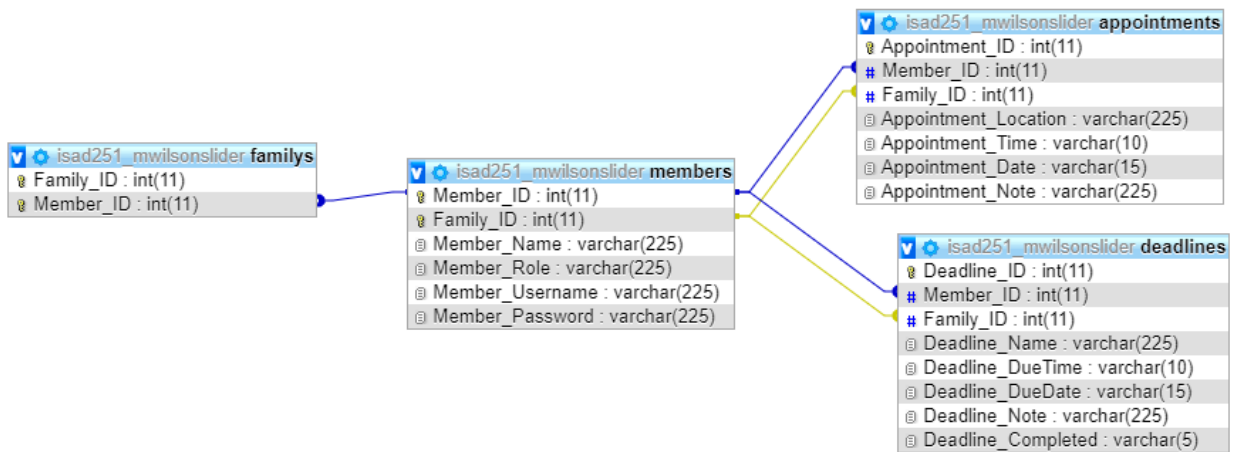 isad251_mwilsonslider familys
Family_ID : int(11)
Member_ID : int(11)
isad251_mwilsonslider members
Member_ID : int(11)
Family_ID : int(11)
Member_Name : varchar(225)
Member_Role : varchar(225)
Member_Username : varchar(225)
Member_Password : varchar(225)
isad251_mwilsonslider appointments
Appointment_ID : int(11)
# Member_ID : int(11)
# Family_ID : int(11)
Appointment_Location : varchar(225)
Appointment_Time : varchar(10)
Appointment_Date : varchar(15)
Appointment_Note : varchar(225)
isad251_mwilsonslider deadlines
Deadline_ID : int(11)
# Member_ID : int(11)
# Family_ID : int(11)
Deadline_Name : varchar(225)
Deadline_DueTime : varchar(10)
Deadline_DueDate : varchar(15)
Deadline_Note : varchar(225)
Deadline_Completed : varchar(5)